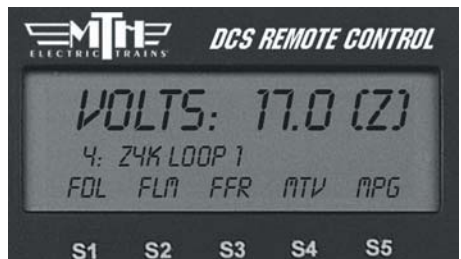 MTH DCS REMOTE CONTROL
ELECTRIC TRAINS
VOLTS: 17.0 (Z)
4: Z4K LOOP 1
FDL FLM FFR MTV MPG
S1 S2 S3 S4 S5